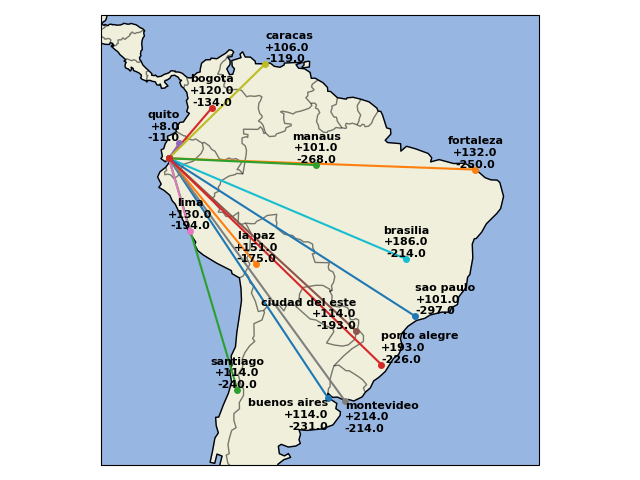 caracas
+106.0
-119.0
bogota
+120.0
-134.0
quito
+8.0
-11.0
manaus
+101.0
-268.0
fortaleza
+132.0
-250.0
lima
+130.0
-194.0
la paz
+151.0
-175.0
brasilia
+186.0
-214.0
sao paulo
+101.0
-297.0
ciudad del este
+114.0
-193.0
porto alegre
+193.0
-226.0
santiago
+114.0
-240.0
buenos aires
+114.0
-231.0
montevideo
+214.0
-214.0